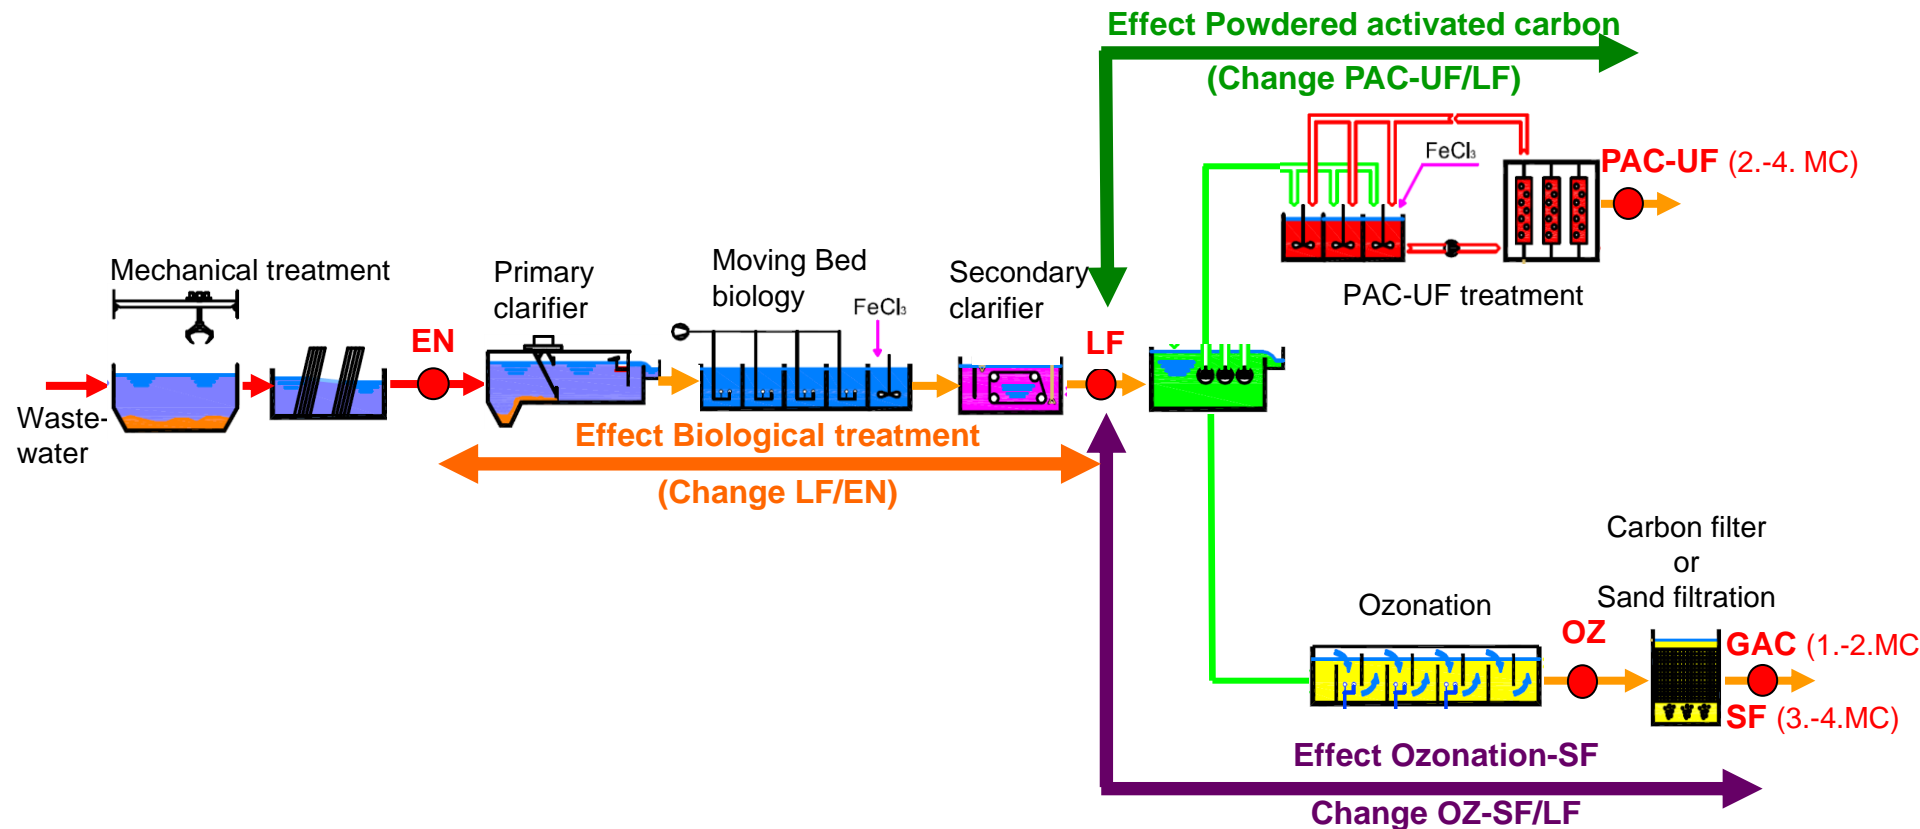 Effect Powdered activated carbon
(Change PAC-UF/LF)
FeCl₃
PAC-UF (2.-4. MC)
PAC-UF treatment
Mechanical treatment
Primary
clarifier
Moving Bed
biology
FeCl₃
Secondary
clarifier
EN
LF
Waste-
water
Effect Biological treatment
(Change LF/EN)
Carbon filter
or
Sand filtration
Ozonation
OZ
GAC (1.-2.MC
SF (3.-4.MC)
Effect Ozonation-SF
Change OZ-SF/LF